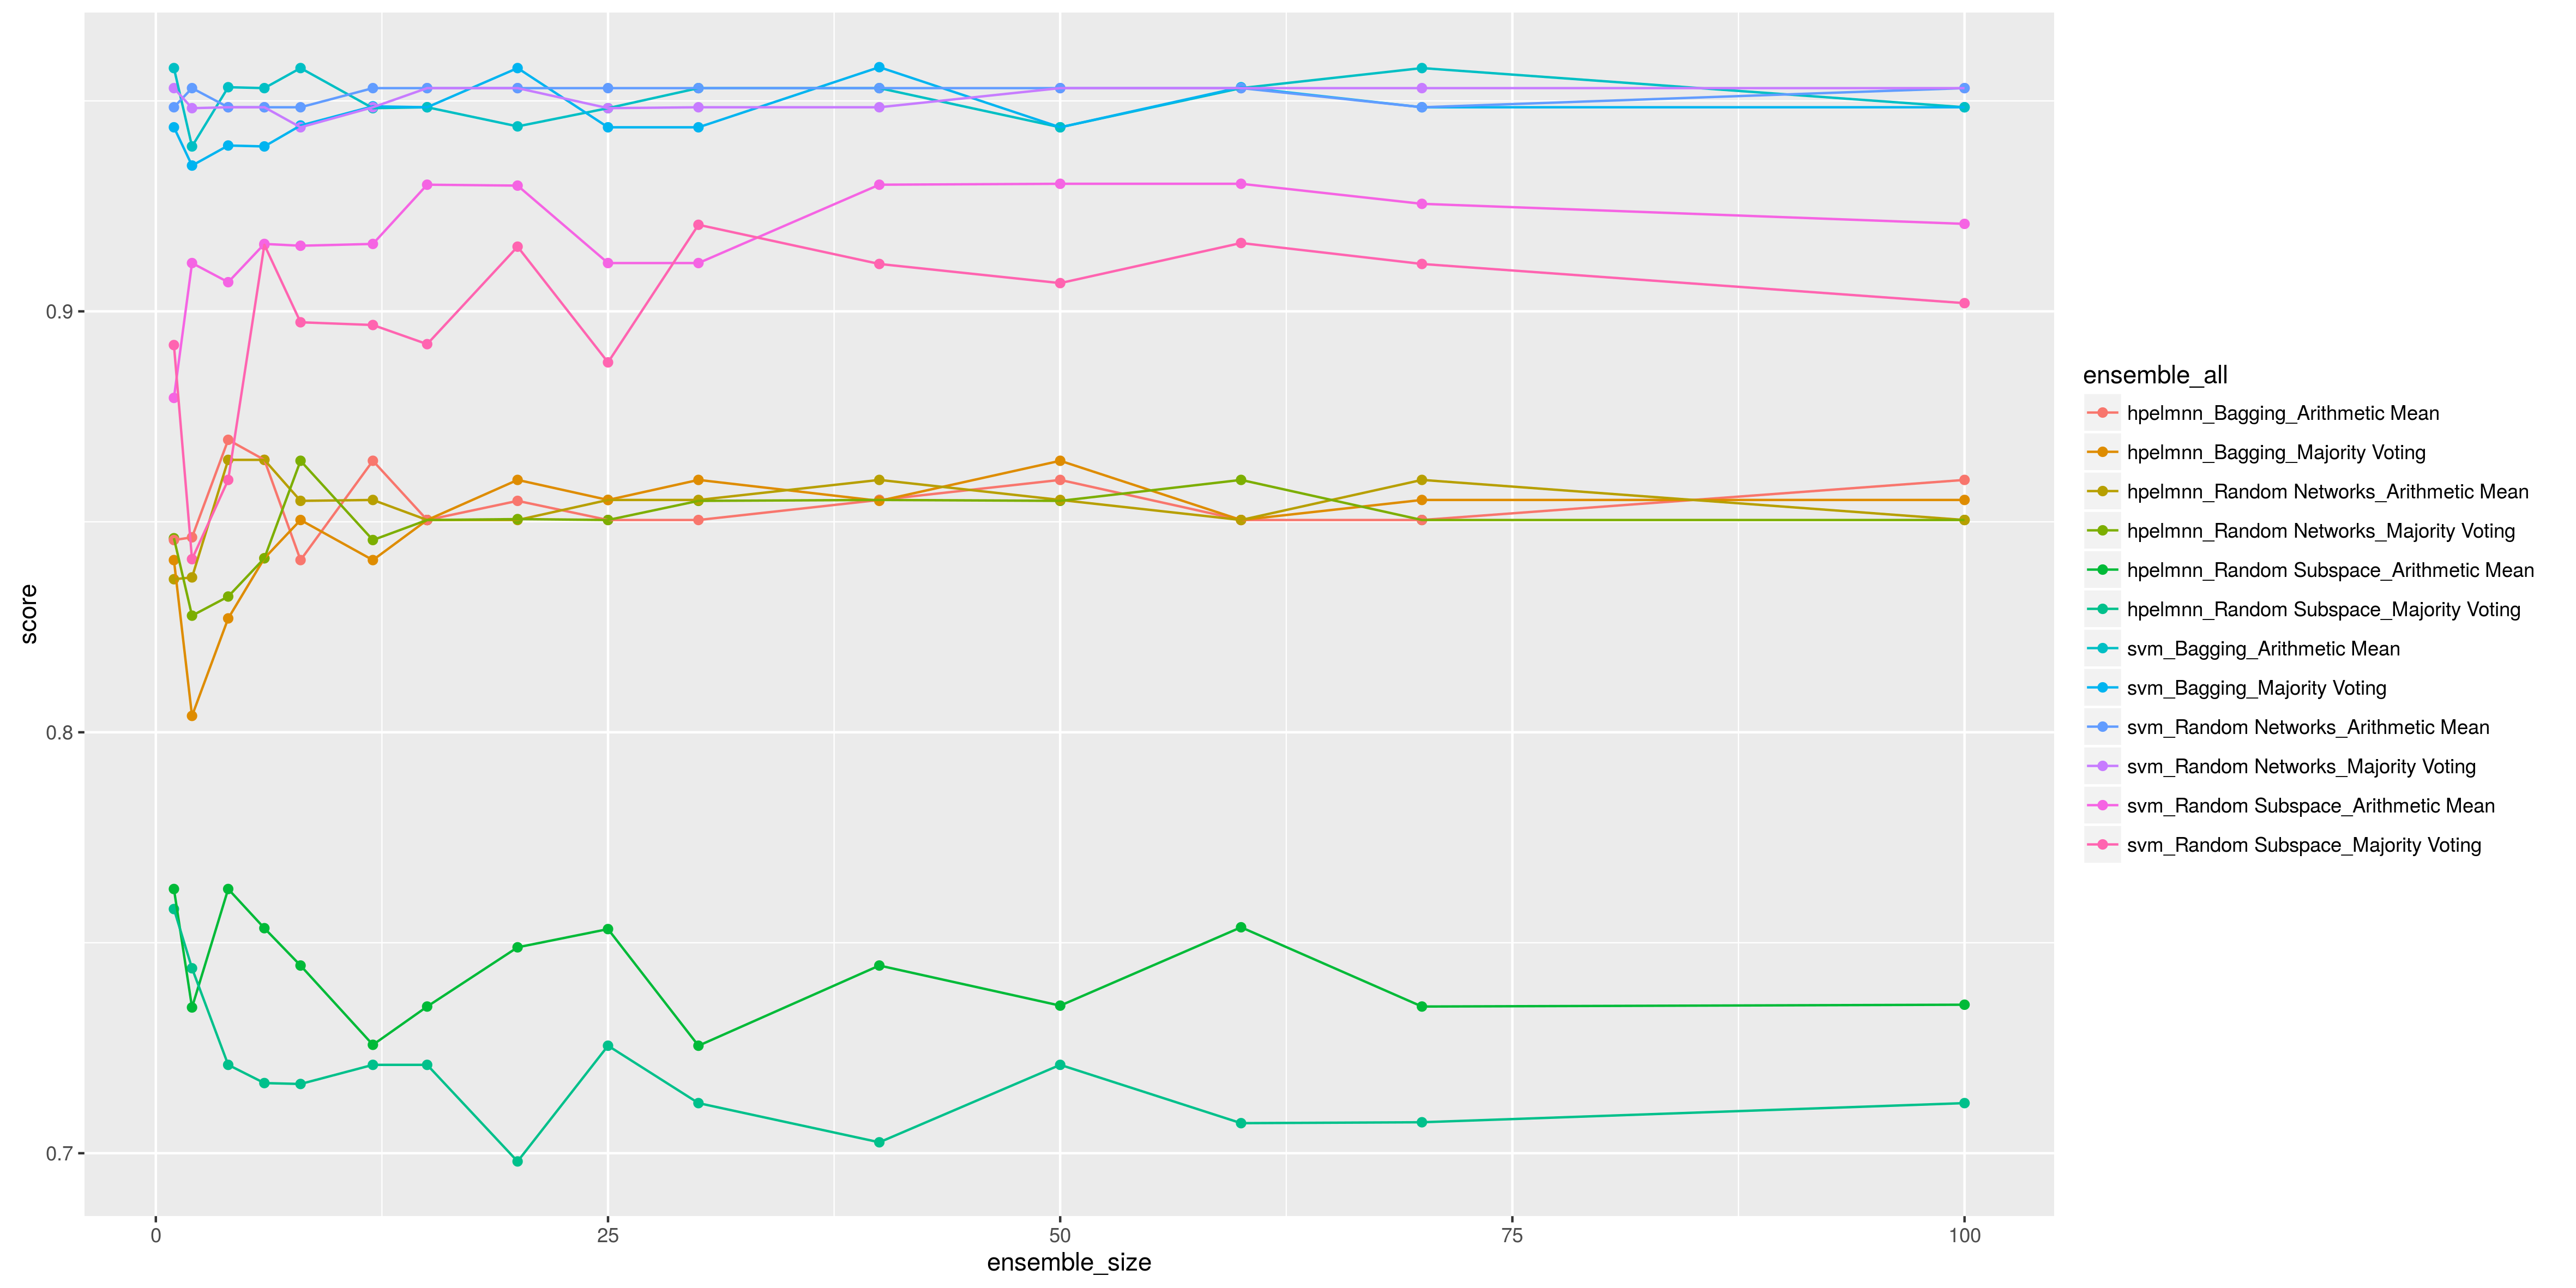 score
0.9
0.8
0.7
0
25
50
75
100
ensemble_size
ensemble_all
hpelmnn_Bagging_Arithmetic Mean
hpelmnn_Bagging_Majority Voting
hpelmnn_Random Networks_Arithmetic Mean
hpelmnn_Random Networks_Majority Voting
hpelmnn_Random Subspace_Arithmetic Mean
hpelmnn_Random Subspace_Majority Voting
svm_Bagging_Arithmetic Mean
svm_Bagging_Majority Voting
svm_Random Networks_Arithmetic Mean
svm_Random Networks_Majority Voting
svm_Random Subspace_Arithmetic Mean
svm_Random Subspace_Majority Voting